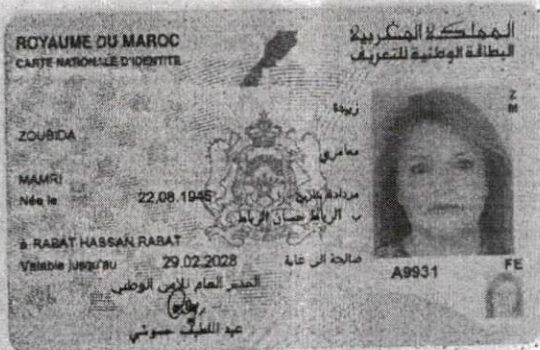 ROYAUME DU MAROC
المملكة المغربية
CARTE NATIONALE D'IDENTITE
البطاقة الوطنية للتعريف
Z
M
زبيدة
ZOUBIDA
معامري
MAMRI
Née le 22.08.1945
مزدادة بتاريخ
ب الرباط حسان الرباط
à RABAT HASSAN RABAT
Valable jusqu'au 29.02.2028
صالحة الى غاية
A9931
FE
المدير العام للأمن الوطني
عبد اللطيف حموشي